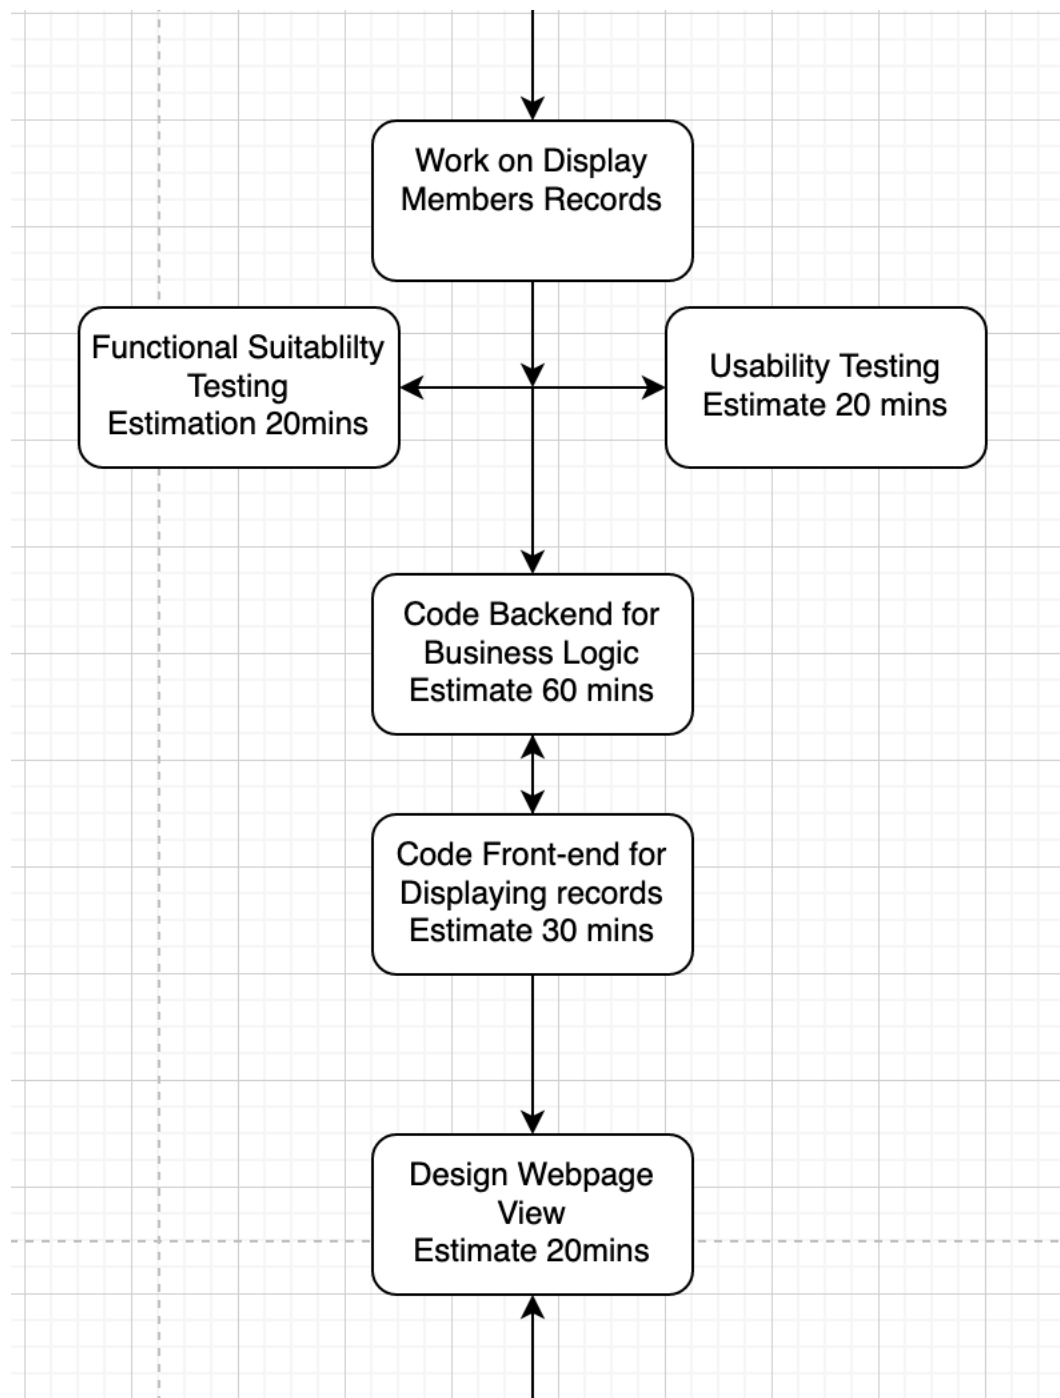 Work on Display
Members Records
Functional Suitablilty
Testing
Estimation 20mins
Usability Testing
Estimate 20 mins
Code Backend for
Business Logic
Estimate 60 mins
Code Front-end for
Displaying records
Estimate 30 mins
Design Webpage
View
Estimate 20mins